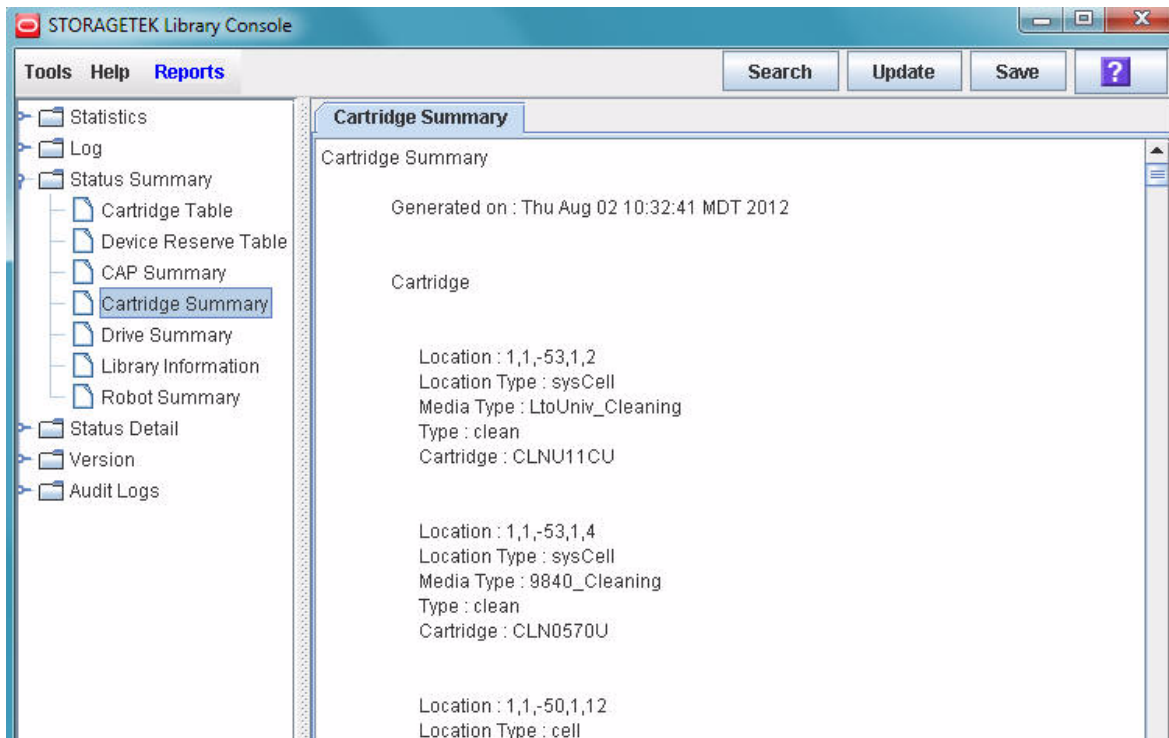 STORAGETEK Library Console
Tools Help Reports
Search Update Save ?
Statistics
Log
Status Summary
Cartridge Table
Device Reserve Table
CAP Summary
Cartridge Summary
Drive Summary
Library Information
Robot Summary
Status Detail
Version
Audit Logs
Cartridge Summary
Cartridge Summary
Generated on : Thu Aug 02 10:32:41 MDT 2012
Cartridge
Location : 1,1,-53,1,2
Location Type : sysCell
Media Type : LtoUniv_Cleaning
Type : clean
Cartridge : CLNU11CU
Location : 1,1,-53,1,4
Location Type : sysCell
Media Type : 9840_Cleaning
Type : clean
Cartridge : CLN0570U
Location : 1,1,-50,1,12
Location Type : cell